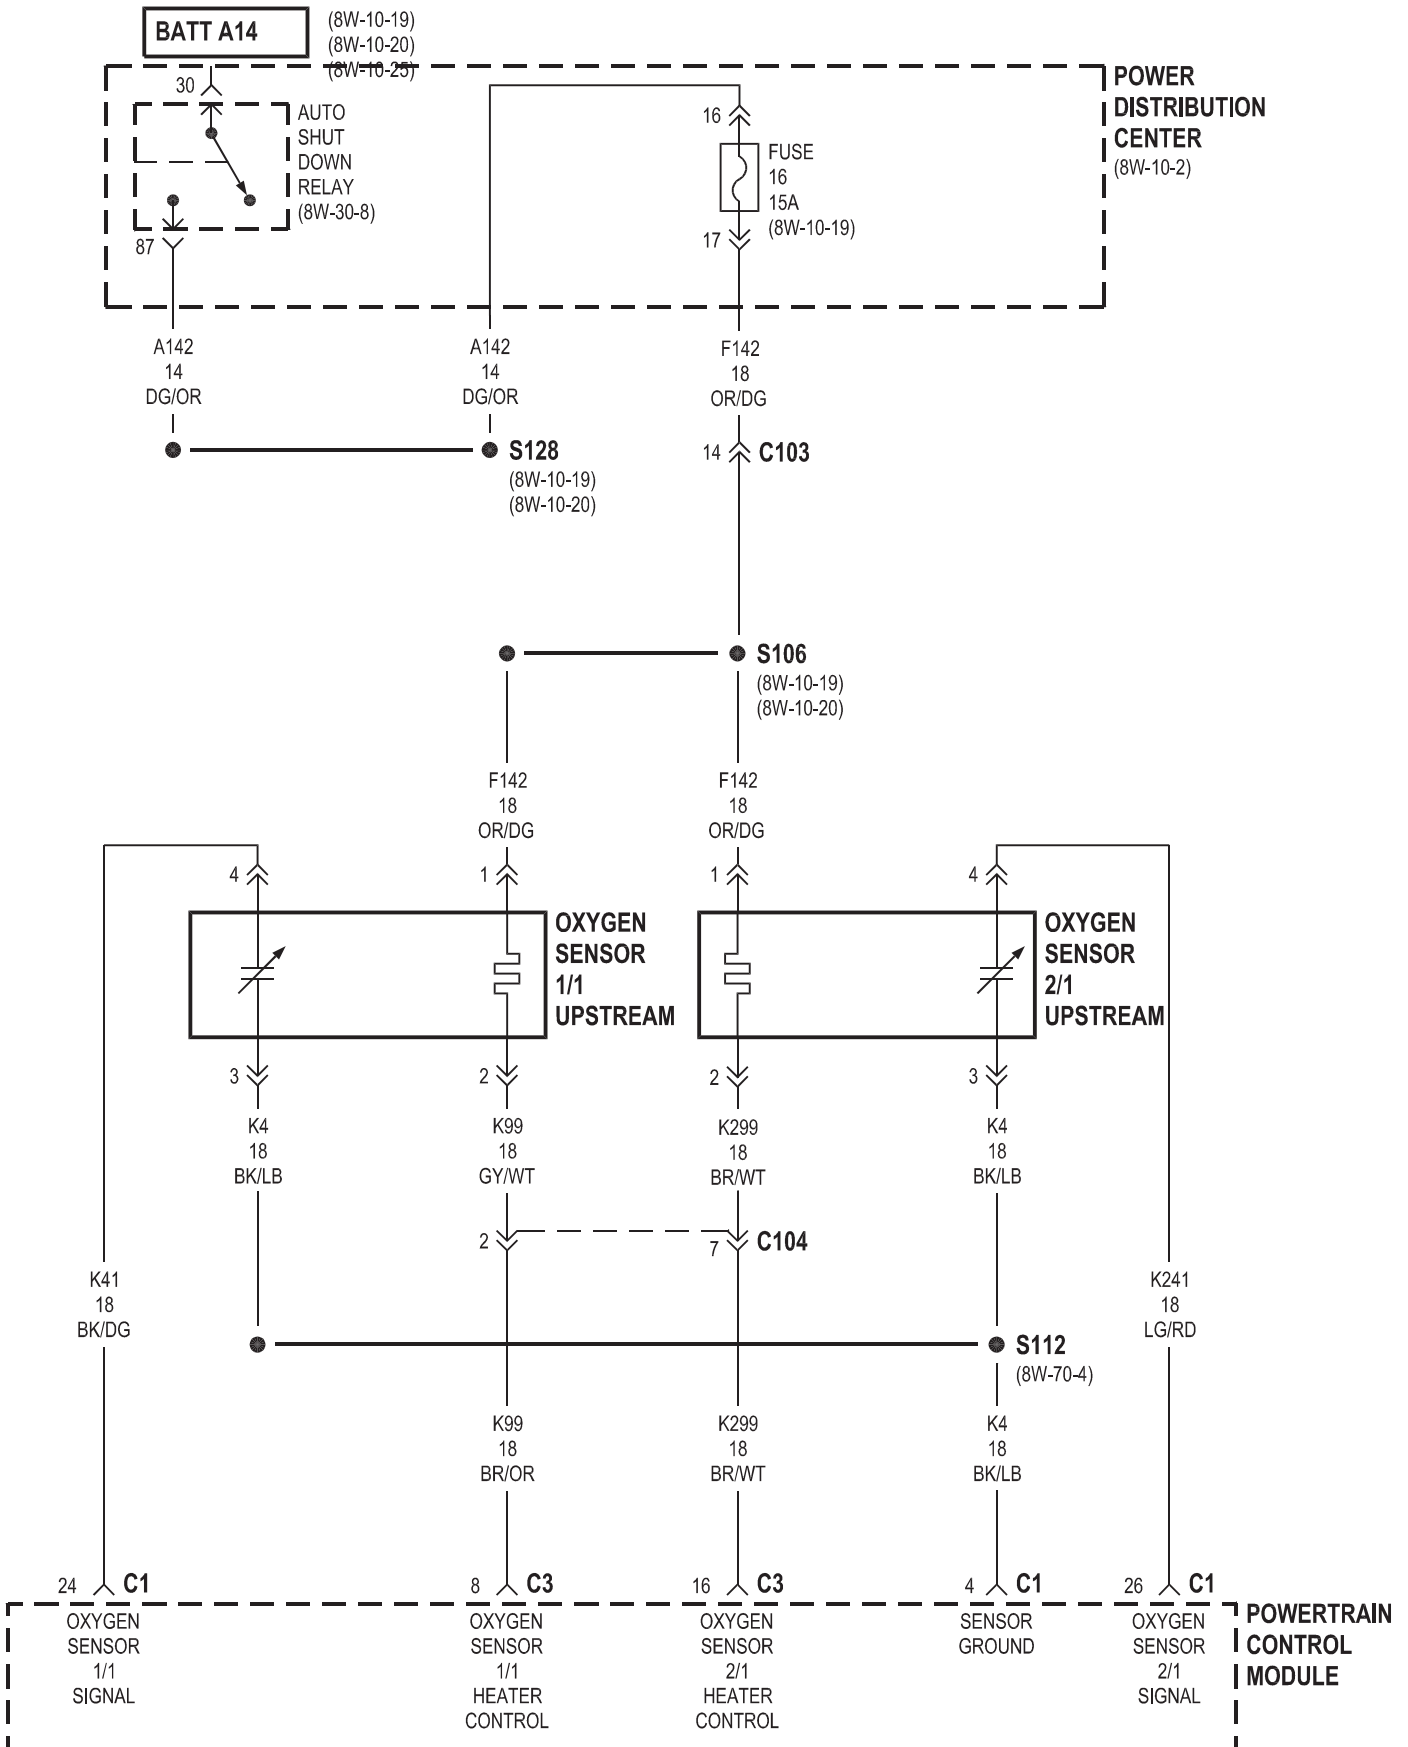 BATT A14
(8W-10-19)
(8W-10-20)
(8W-10-25)
30
AUTO
SHUT
DOWN
RELAY
(8W-30-8)
87
16
FUSE
16
15A
(8W-10-19)
17
POWER
DISTRIBUTION
CENTER
(8W-10-2)
A142
14
DG/OR
A142
14
DG/OR
F142
18
OR/DG
S128
(8W-10-19)
(8W-10-20)
14
C103
S106
(8W-10-19)
(8W-10-20)
F142
18
OR/DG
F142
18
OR/DG
4
1
1
4
OXYGEN
SENSOR
1/1
UPSTREAM
OXYGEN
SENSOR
2/1
UPSTREAM
3
2
2
3
K4
18
BK/LB
K99
18
GY/WT
K299
18
BR/WT
K4
18
BK/LB
2
7
C104
K41
18
BK/DG
K241
18
LG/RD
S112
(8W-70-4)
K99
18
BR/OR
K299
18
BR/WT
K4
18
BK/LB
24
C1
8
C3
16
C3
4
C1
26
C1
OXYGEN
SENSOR
1/1
SIGNAL
OXYGEN
SENSOR
1/1
HEATER
CONTROL
OXYGEN
SENSOR
2/1
HEATER
CONTROL
SENSOR
GROUND
OXYGEN
SENSOR
2/1
SIGNAL
POWERTRAIN
CONTROL
MODULE